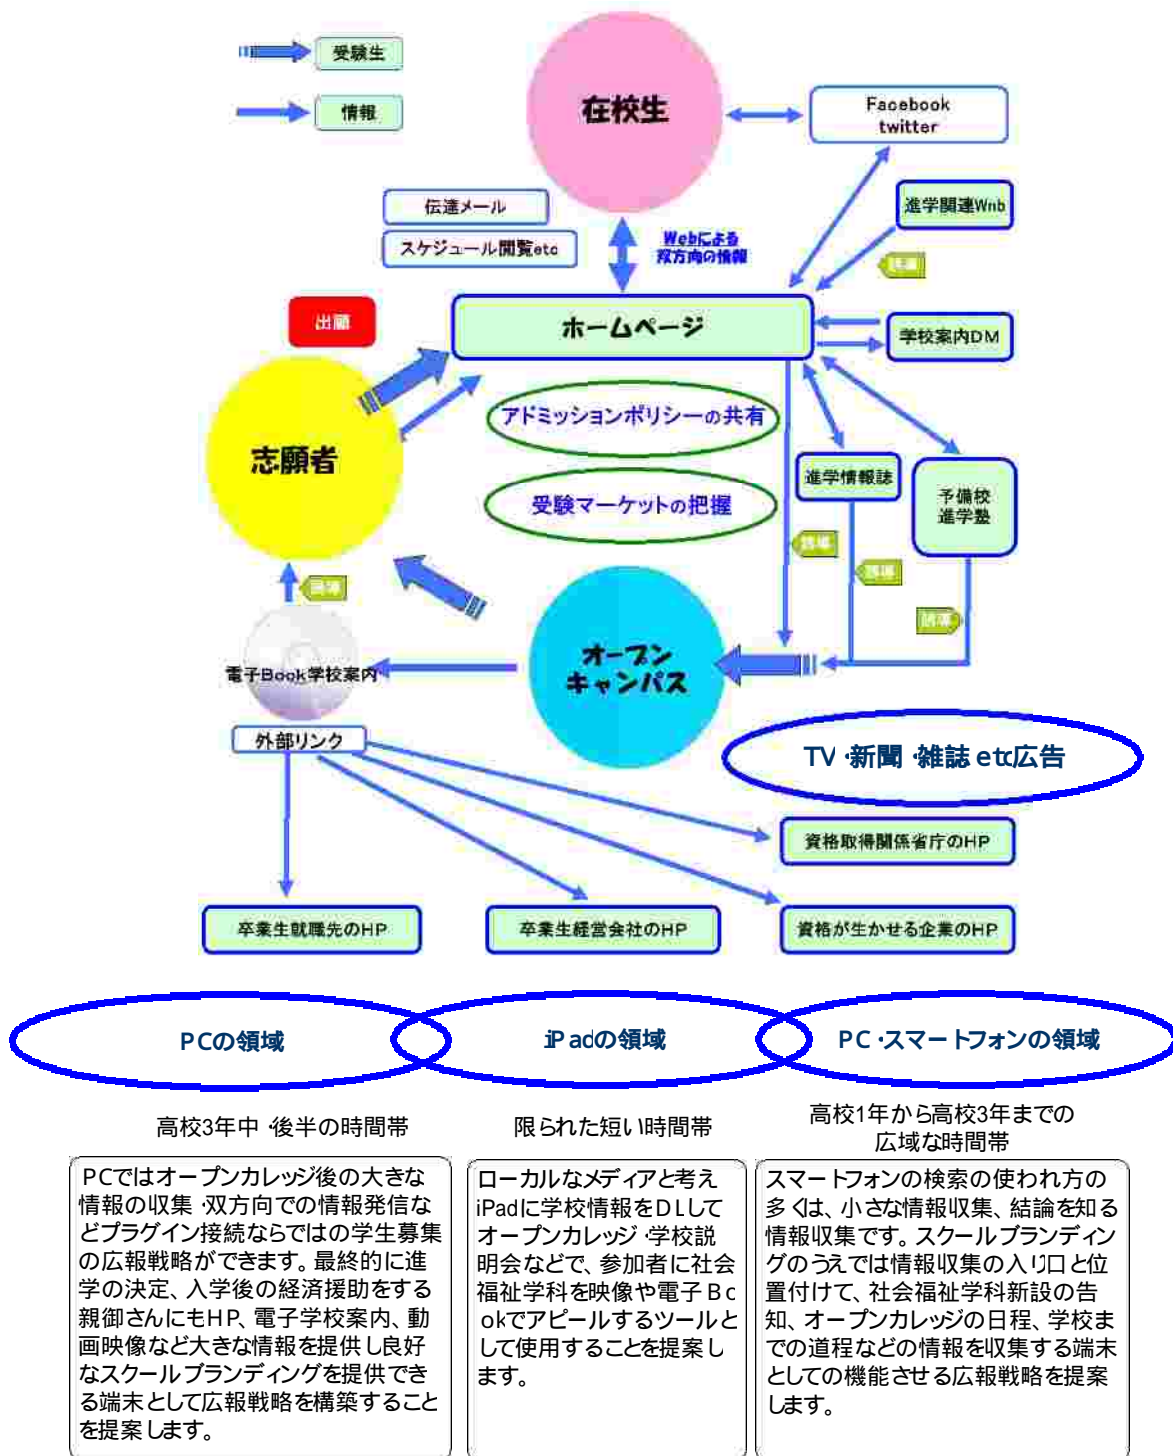 受験生
情報
在校生
Facebook
twitter
伝達メール
スケジュール閲覧etc
Webによる
双方向の情報
進学関連Wnb
出願
ホームページ
学校案内DM
志願者
アドミッションポリシーの共有
受験マーケットの把握
進学情報誌
予備校
進学塾
誘導
誘導
誘導
誘導
電子Book学校案内
オープン
キャンパス
外部リンク
TV・新聞・雑誌etc広告
資格取得関係省庁のHP
卒業生就職先のHP
卒業生経営会社のHP
資格が生かせる企業のHP
PCの領域
iPadの領域
PC・スマートフォンの領域
高校3年中・後半の時間帯
限られた短い時間帯
高校1年から高校3年までの
広域な時間帯
PCではオープンカレッジ後の大きな
情報の収集・双方向での情報発信な
どプラグイン接続ならではの学生募集
の広報戦略ができます。最終的に進
学の決定、入学後の経済援助をする
親御さんにもHP、電子学校案内、動
画映像など大きな情報を提供し良好
なスクールブランディングを提供でき
る端末として広報戦略を構築すること
を提案します。
ローカルなメディアと考え
iPadに学校情報をDLして
オープンカレッジ・学校説
明会などで、参加者に社会
福祉学科を映像や電子Bo
okでアピールするツールと
して使用することを提案し
ます。
スマートフォンの検索の使われ方の
多くは、小さな情報収集、結論を知る
情報収集です。スクールブランディン
グのうえでは情報収集の入り口と位
置付けて、社会福祉学科新設の告
知、オープンカレッジの日程、学校ま
での道程などの情報を収集する端末
としての機能させる広報戦略を提案
します。